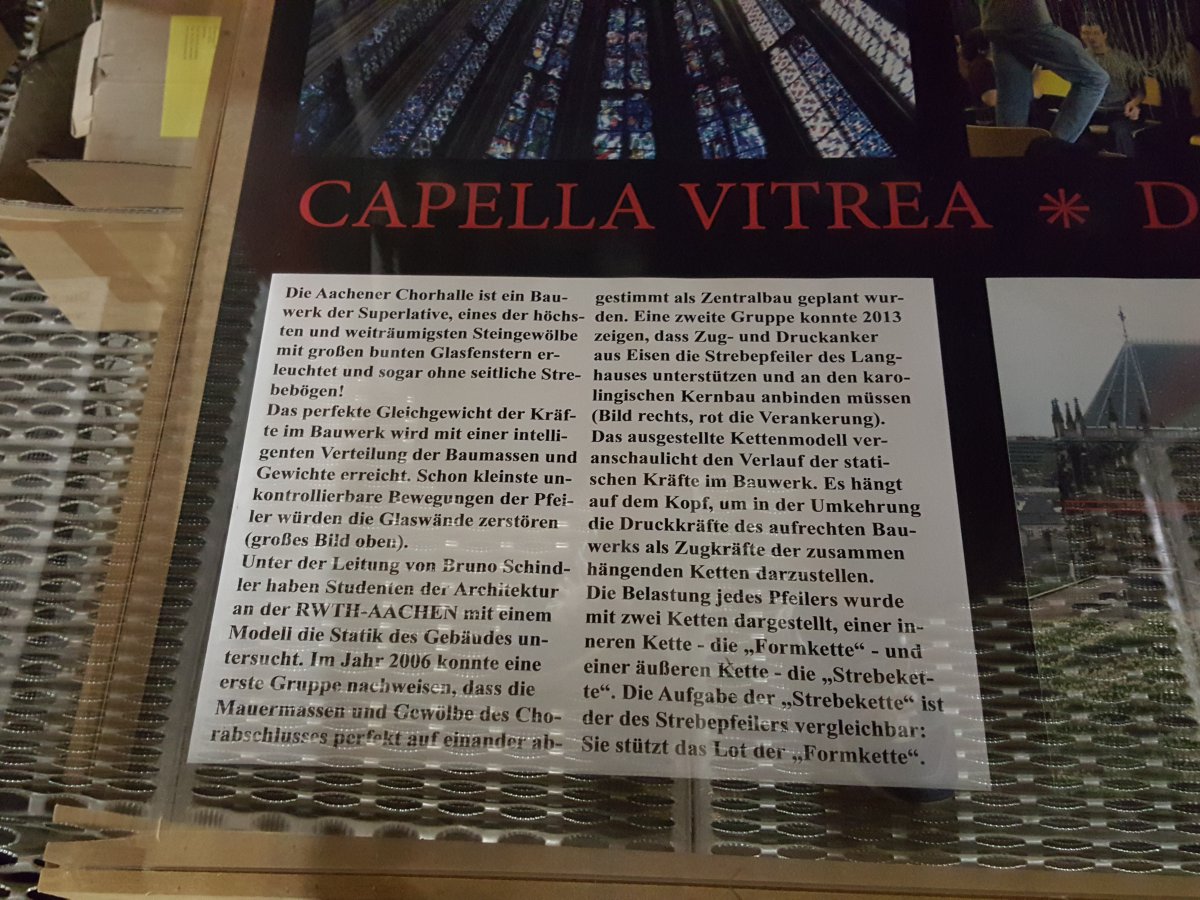 CAPELLA VITREA * D
Die Aachener Chorhalle ist ein Bau-
werk der Superlative, eines der höchs-
ten und weiträumigsten Steingewölbe
mit großen bunten Glasfenstern er-
leuchtet und sogar ohne seitliche Stre-
bebögen!
Das perfekte Gleichgewicht der Kräf-
te im Bauwerk wird mit einer intelli-
genten Verteilung der Baumassen und
Gewichte erreicht. Schon kleinste un-
kontrollierbare Bewegungen der Pfei-
ler würden die Glaswände zerstören
(großes Bild oben).
Unter der Leitung von Bruno Schind-
ler haben Studenten der Architektur
an der RWTH-AACHEN mit einem
Modell die Statik des Gebäudes un-
tersucht. Im Jahr 2006 konnte eine
erste Gruppe nachweisen, dass die
Mauermassen und Gewölbe des Cho-
rabschlusses perfekt auf einander ab-
gestimmt als Zentralbau geplant wur-
den. Eine zweite Gruppe konnte 2013
zeigen, dass Zug- und Druckanker
aus Eisen die Strebepfeiler des Lang-
hauses unterstützen und an den karo-
lingischen Kernbau anbinden müssen
(Bild rechts, rot die Verankerung).
Das ausgestellte Kettenmodell ver-
anschaulicht den Verlauf der stati-
schen Kräfte im Bauwerk. Es hängt
auf dem Kopf, um in der Umkehrung
die Druckkräfte des aufrechten Bau-
werks als Zugkräfte der zusammen
hängenden Ketten darzustellen.
Die Belastung jedes Pfeilers wurde
mit zwei Ketten dargestellt, einer in-
neren Kette - die „Formkette“ - und
einer äußeren Kette - die „Strebeket-
te“. Die Aufgabe der „Strebekette“ ist
der des Strebepfeilers vergleichbar:
Sie stützt das Lot der „Formkette“.